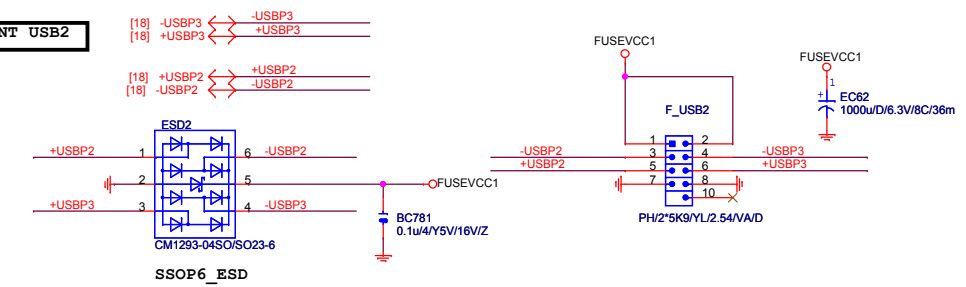 NT USB2
[18] -USBP3 -USBP3
[18] +USBP3 +USBP3
[18] +USBP2 +USBP2
[18] -USBP2 -USBP2
ESD2
+USBP2 1 6 -USBP2
2 5 FUSEVCC1
+USBP3 3 4 -USBP3
CM1293-04SO/SO23-6
SSOP6_ESD
BC781
0.1u/4/Y5V/16V/Z
FUSEVCC1
F_USB2
1 2
-USBP2 3 4 -USBP3
+USBP2 5 6 +USBP3
7 8
10
PH/2*5K9/YL/2.54/VA/D
FUSEVCC1
1
+ EC62
1000u/D/6.3V/8C/36m